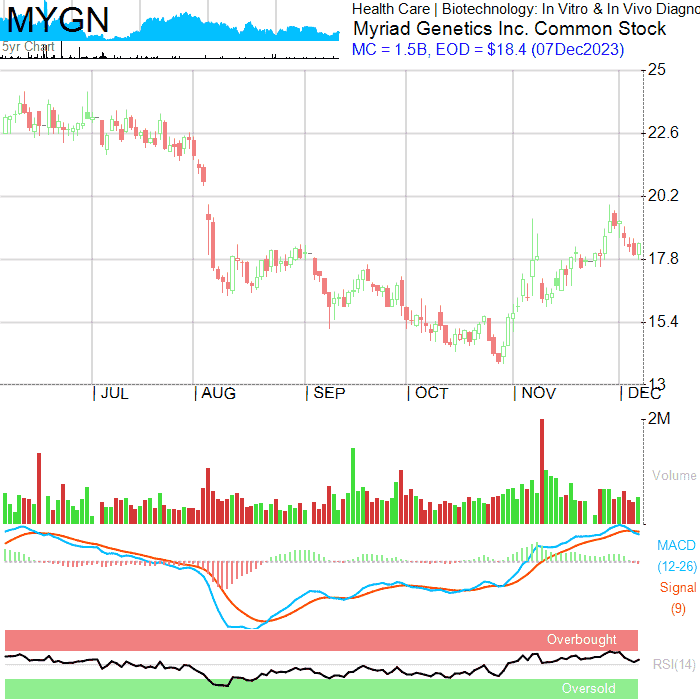 MYGN
5yr Chart
Health Care | Biotechnology: In Vitro & In Vivo Diagno
Myriad Genetics Inc. Common Stock
MC = 1.5B, EOD = $18.4 (07Dec2023)
25
22.6
20.2
17.8
15.4
13
| JUL | AUG | SEP | OCT | NOV | DEC
2M
Volume
MACD
(12-26)
Signal
(9)
Overbought
RSI(14)
Oversold